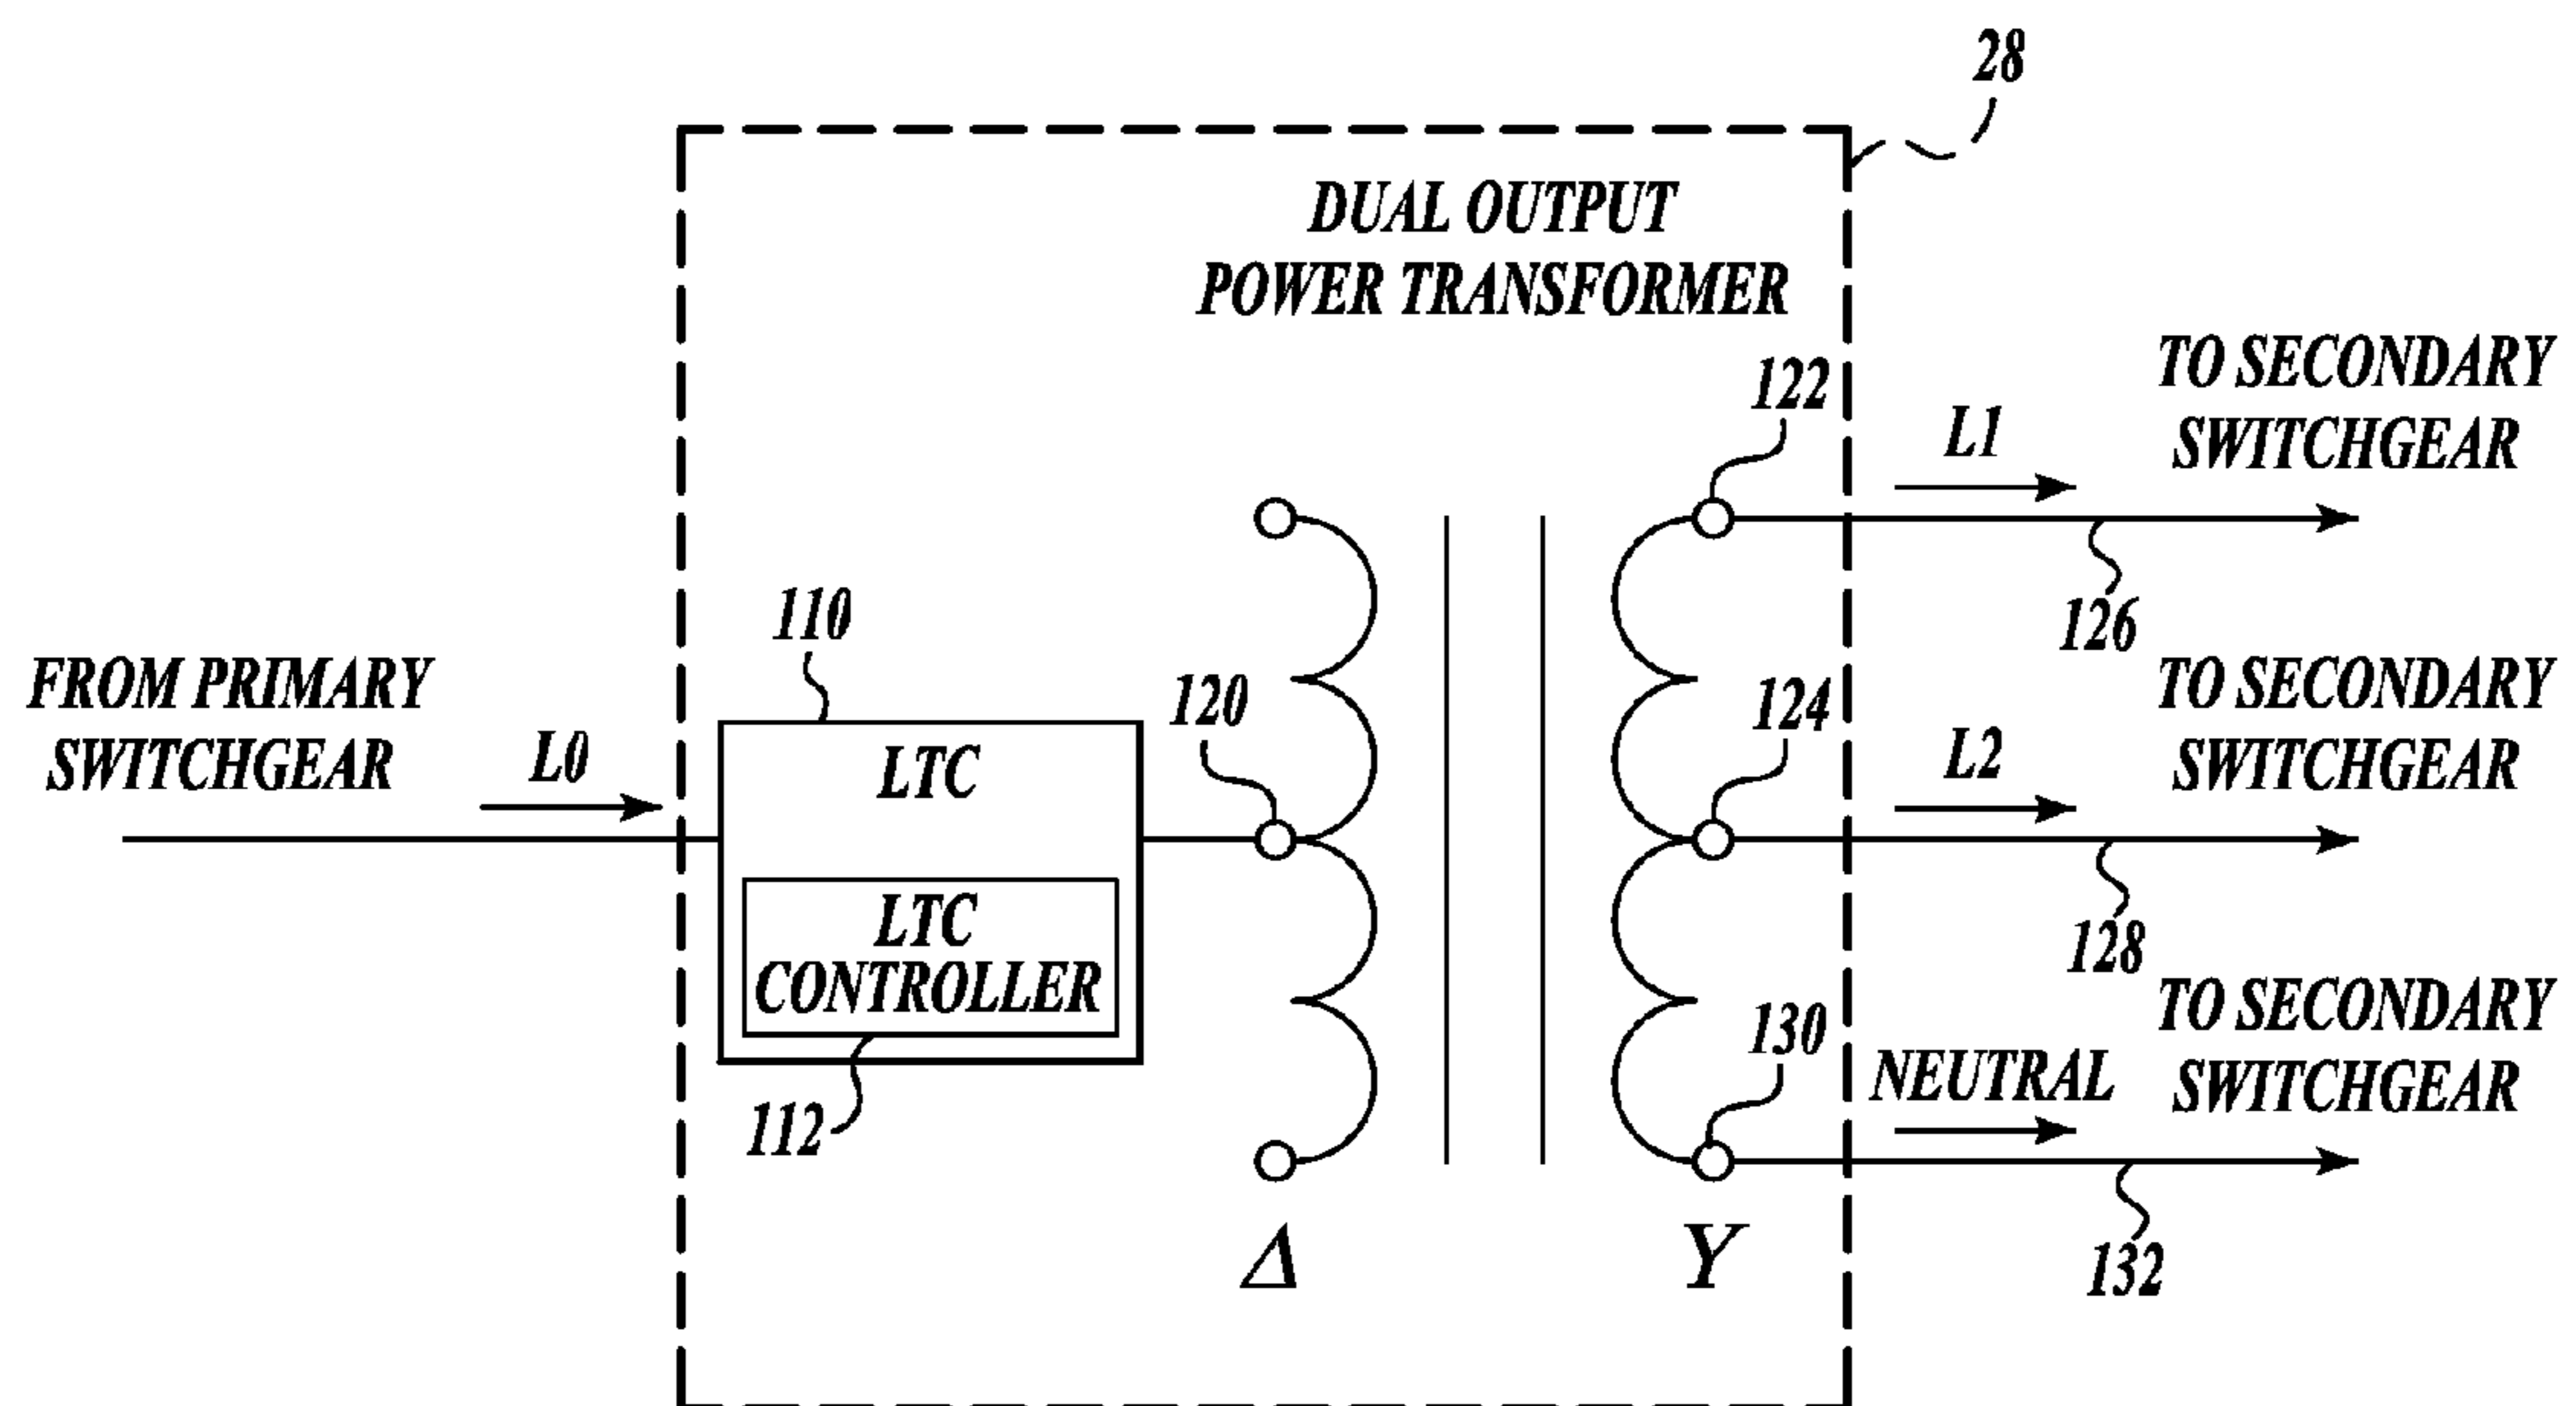 28
DUAL OUTPUT
POWER TRANSFORMER
122
TO SECONDARY
SWITCHGEAR
L1
126
110
FROM PRIMARY
SWITCHGEAR
L0
LTC
LTC
CONTROLLER
112
120
124
TO SECONDARY
SWITCHGEAR
L2
128
130
TO SECONDARY
SWITCHGEAR
NEUTRAL
132
Δ
Y